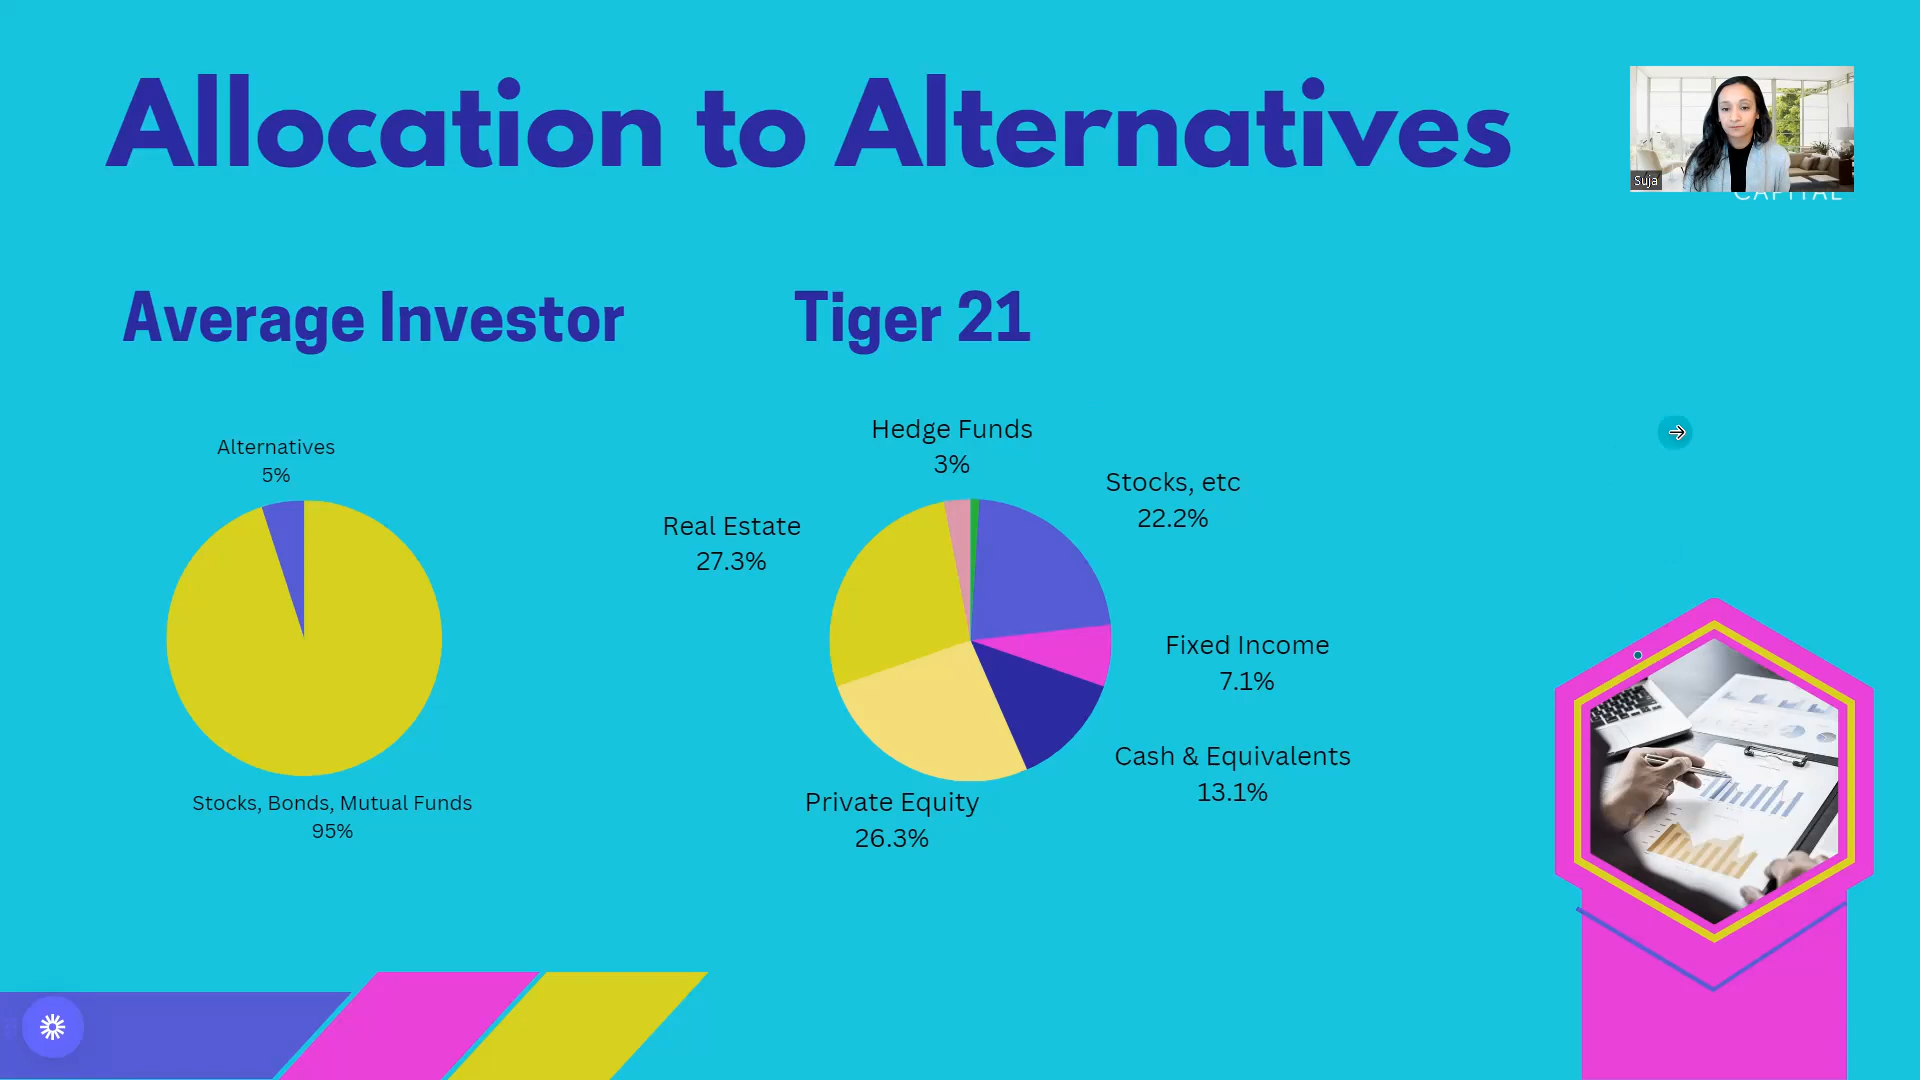 Allocation to Alternatives
Suja
CAPITAL
Average Investor
Tiger 21
Alternatives
5%
Stocks, Bonds, Mutual Funds
95%
Hedge Funds
3%
Stocks, etc
22.2%
Real Estate
27.3%
Fixed Income
7.1%
Cash & Equivalents
13.1%
Private Equity
26.3%